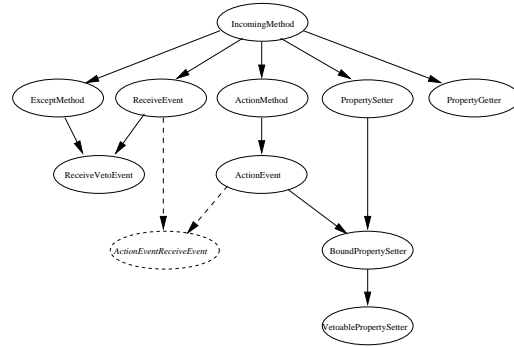 IncomingMethod
ExceptMethod
ReceiveEvent
ActionMethod
PropertySetter
PropertyGetter
ReceiveVetoEvent
ActionEvent
ActionEventReceiveEvent
BoundPropertySetter
VetoablePropertySetter